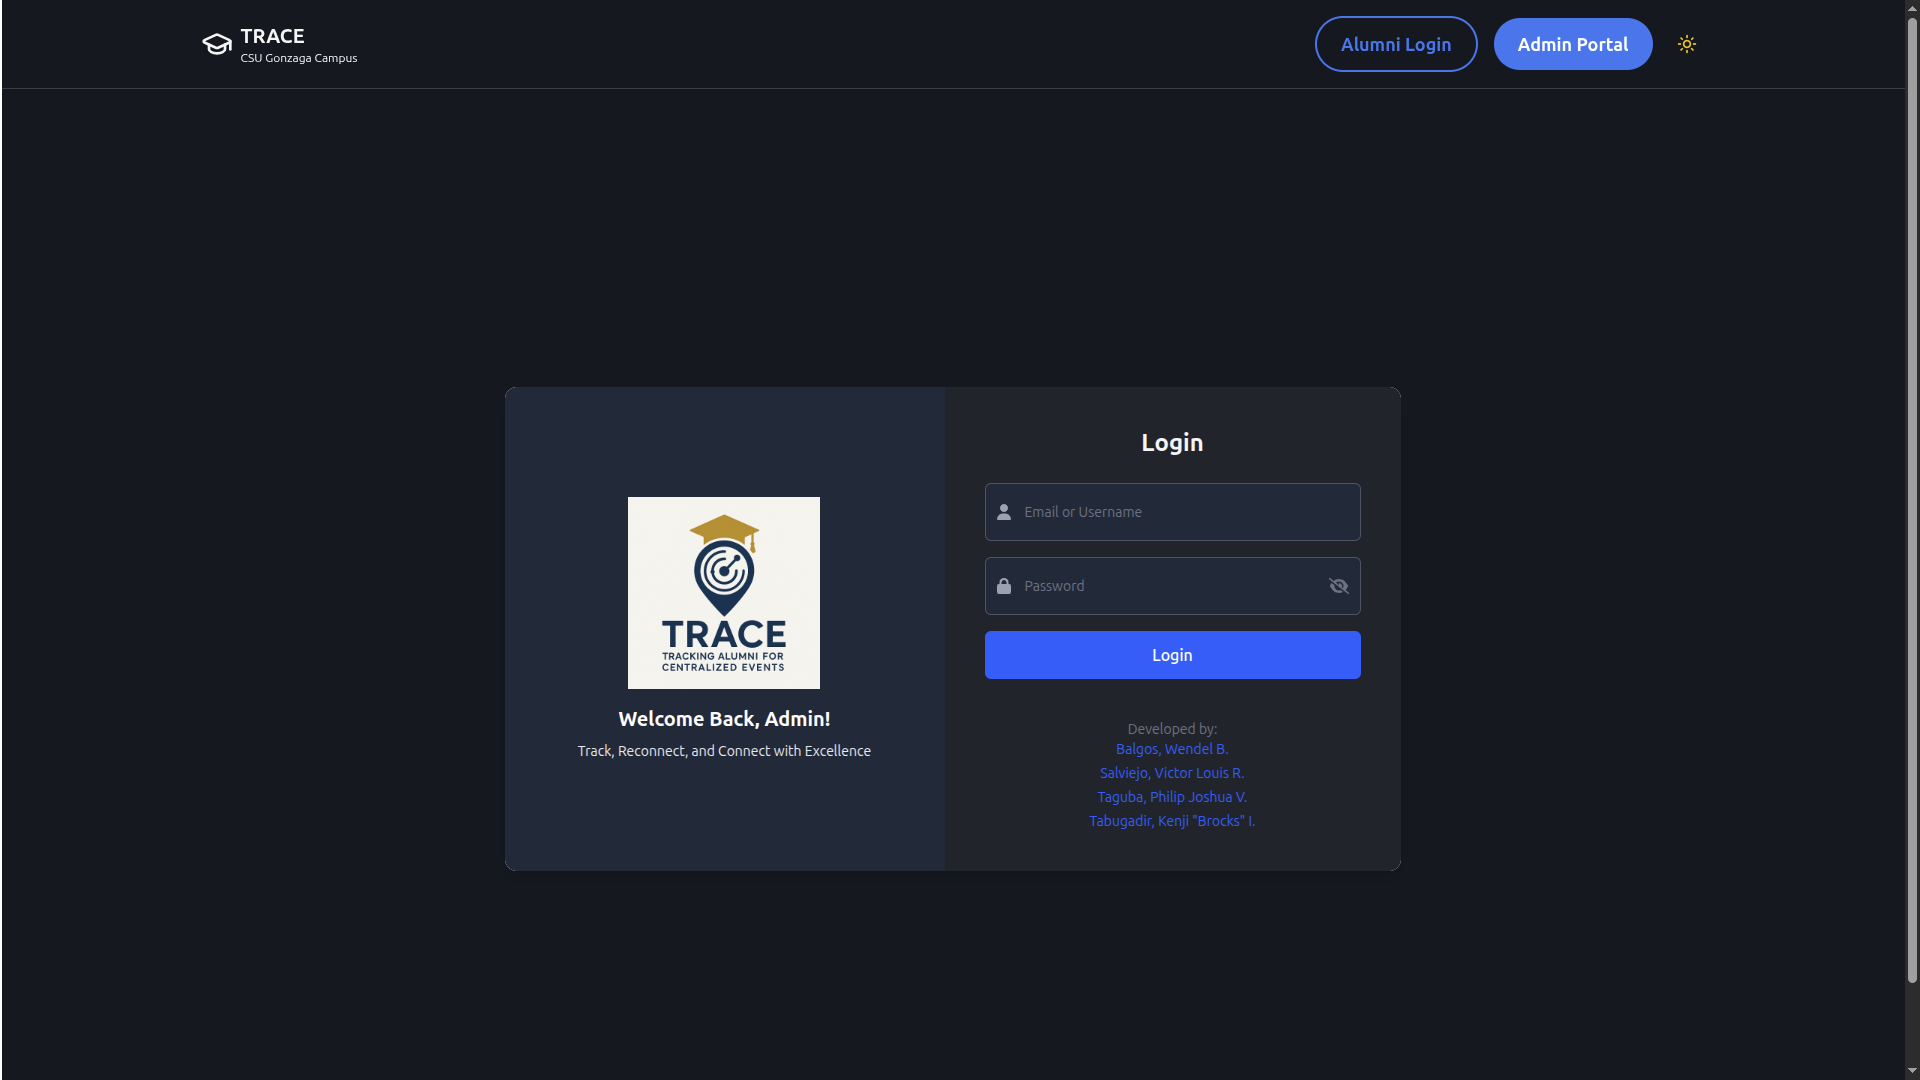 TRACE
CSU Gonzaga Campus
Alumni Login
Admin Portal
TRACE
TRACKING ALUMNI FOR
CENTRALIZED EVENTS
Welcome Back, Admin!
Track, Reconnect, and Connect with Excellence
Login
Email or Username
Password
Login
Developed by:
Balgos, Wendel B.
Salviejo, Victor Louis R.
Taguba, Philip Joshua V.
Tabugadir, Kenji "Brocks" I.